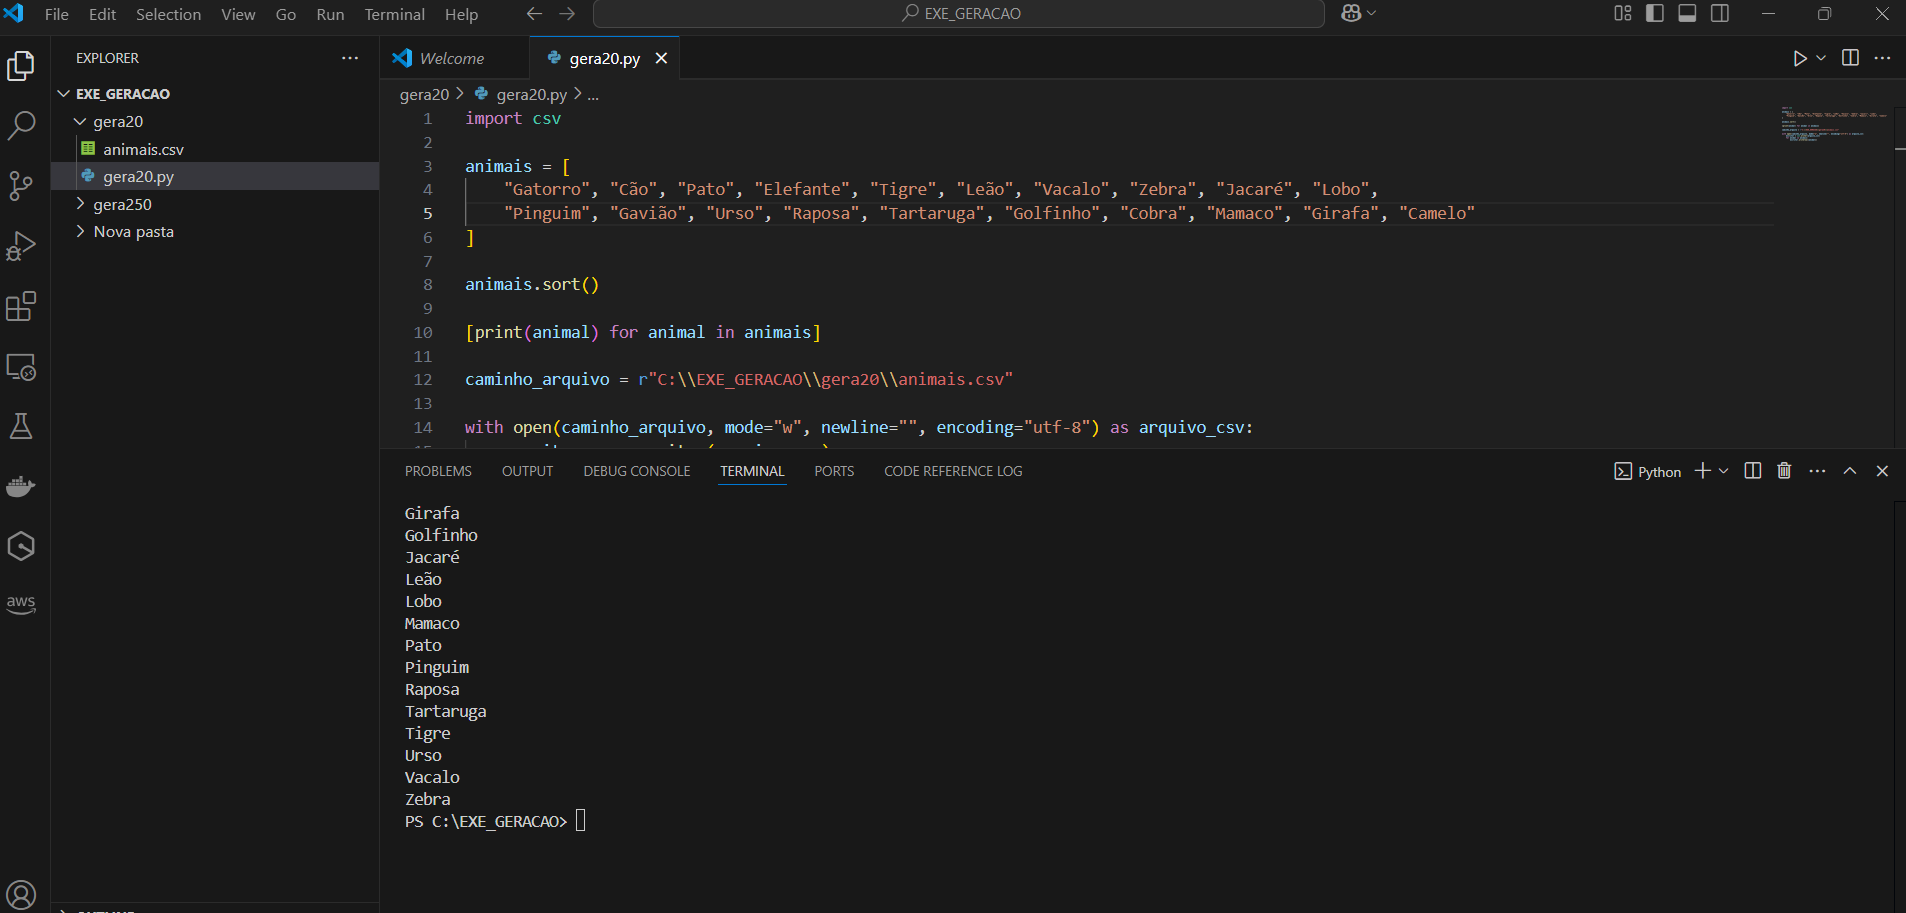 File Edit Selection View Go Run Terminal Help
EXE_GERACAO
EXPLORER
EXE_GERACAO
gera20
animais.csv
gera20.py
gera250
Nova pasta
aws
Welcome
gera20.py
gera20 > gera20.py > ...
1 import csv
2
3 animais = [
4 "Gatorro", "Cão", "Pato", "Elefante", "Tigre", "Leão", "Vacalo", "Zebra", "Jacaré", "Lobo",
5 "Pinguim", "Gavião", "Urso", "Raposa", "Tartaruga", "Golfinho", "Cobra", "Mamaco", "Girafa", "Camelo"
6 ]
7
8 animais.sort()
9
10 [print(animal) for animal in animais]
11
12 caminho_arquivo = r"C:\\EXE_GERACAO\\gera20\\animais.csv"
13
14 with open(caminho_arquivo, mode="w", newline="", encoding="utf-8") as arquivo_csv:
PROBLEMS OUTPUT DEBUG CONSOLE TERMINAL PORTS CODE REFERENCE LOG
Python
Girafa
Golfinho
Jacaré
Leão
Lobo
Mamaco
Pato
Pinguim
Raposa
Tartaruga
Tigre
Urso
Vacalo
Zebra
PS C:\EXE_GERACAO>